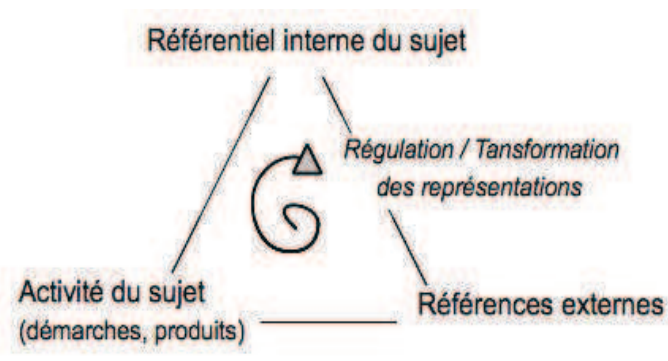 Référentiel interne du sujet
Régulation / Tansformation
des représentations
Activité du sujet
(démarches, produits)
Références externes